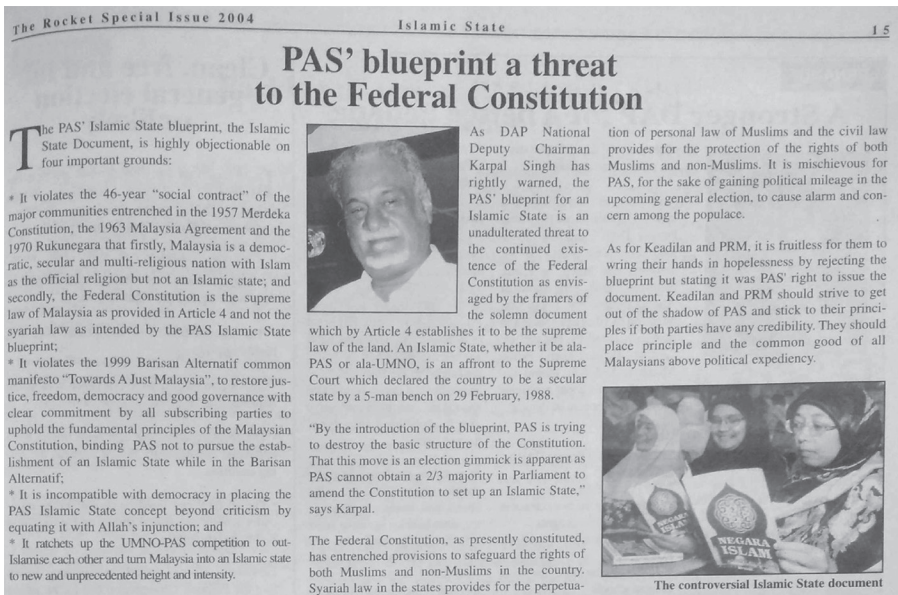 The Rocket Special Issue 2004
Islamic State
15
PAS' blueprint a threat
to the Federal Constitution
The PAS' Islamic State blueprint, the Islamic
State Document, is highly objectionable on
four important grounds:
* It violates the 46-year "social contract" of the
major communities entrenched in the 1957 Merdeka
Constitution, the 1963 Malaysia Agreement and the
1970 Rukunegara that firstly, Malaysia is a democ-
ratic, secular and multi-religious nation with Islam
as the official religion but not an Islamic state; and
secondly, the Federal Constitution is the supreme
law of Malaysia as provided in Article 4 and not the
syariah law as intended by the PAS Islamic State
blueprint;
* It violates the 1999 Barisan Alternatif common
manifesto "Towards A Just Malaysia", to restore jus-
tice, freedom, democracy and good governance with
clear commitment by all subscribing parties to
uphold the fundamental principles of the Malaysian
Constitution, binding PAS not to pursue the estab-
lishment of an Islamic State while in the Barisan
Alternatif;
* It is incompatible with democracy in placing the
PAS Islamic State concept beyond criticism by
equating it with Allah's injunction; and
* It ratchets up the UMNO-PAS competition to out-
Islamise each other and turn Malaysia into an Islamic state
to new and unprecedented height and intensity.
As DAP National
Deputy Chairman
Karpal Singh has
rightly warned, the
PAS' blueprint for an
Islamic State is an
unadulterated threat to
the continued exis-
tence of the Federal
Constitution as envis-
aged by the framers of
the solemn document
which by Article 4 establishes it to be the supreme
law of the land. An Islamic State, whether it be ala-
PAS or ala-UMNO, is an affront to the Supreme
Court which declared the country to be a secular
state by a 5-man bench on 29 February, 1988.
"By the introduction of the blueprint, PAS is trying
to destroy the basic structure of the Constitution.
That this move is an election gimmick is apparent as
PAS cannot obtain a 2/3 majority in Parliament to
amend the Constitution to set up an Islamic State,"
says Karpal.
The Federal Constitution, as presently constituted,
has entrenched provisions to safeguard the rights of
both Muslims and non-Muslims in the country.
Syariah law in the states provides for the perpetua-
tion of personal law of Muslims and the civil law
provides for the protection of the rights of both
Muslims and non-Muslims. It is mischievous for
PAS, for the sake of gaining political mileage in the
upcoming general election, to cause alarm and con-
cern among the populace.
As for Keadilan and PRM, it is fruitless for them to
wring their hands in hopelessness by rejecting the
blueprint but stating it was PAS' right to issue the
document. Keadilan and PRM should strive to get
out of the shadow of PAS and stick to their princi-
ples if both parties have any credibility. They should
place principle and the common good of all
Malaysians above political expediency.
NEGARA
ISLAM
NEGARA
ISLAM
The controversial Islamic State document